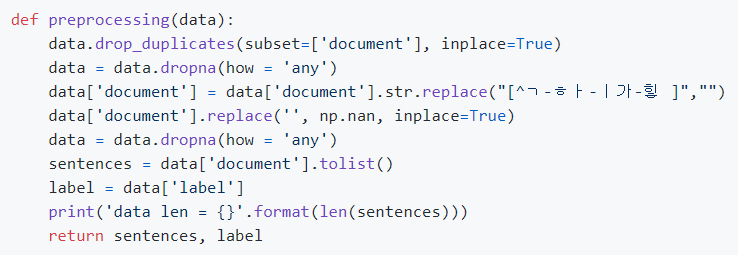 def preprocessing(data):
    data.drop_duplicates(subset=['document'], inplace=True)
    data = data.dropna(how = 'any')
    data['document'] = data['document'].str.replace("[^ㄱ-ㅎㅏ-ㅣ가-힣 ]","")
    data['document'].replace('', np.nan, inplace=True)
    data = data.dropna(how = 'any')
    sentences = data['document'].tolist()
    label = data['label']
    print('data len = {}'.format(len(sentences)))
    return sentences, label